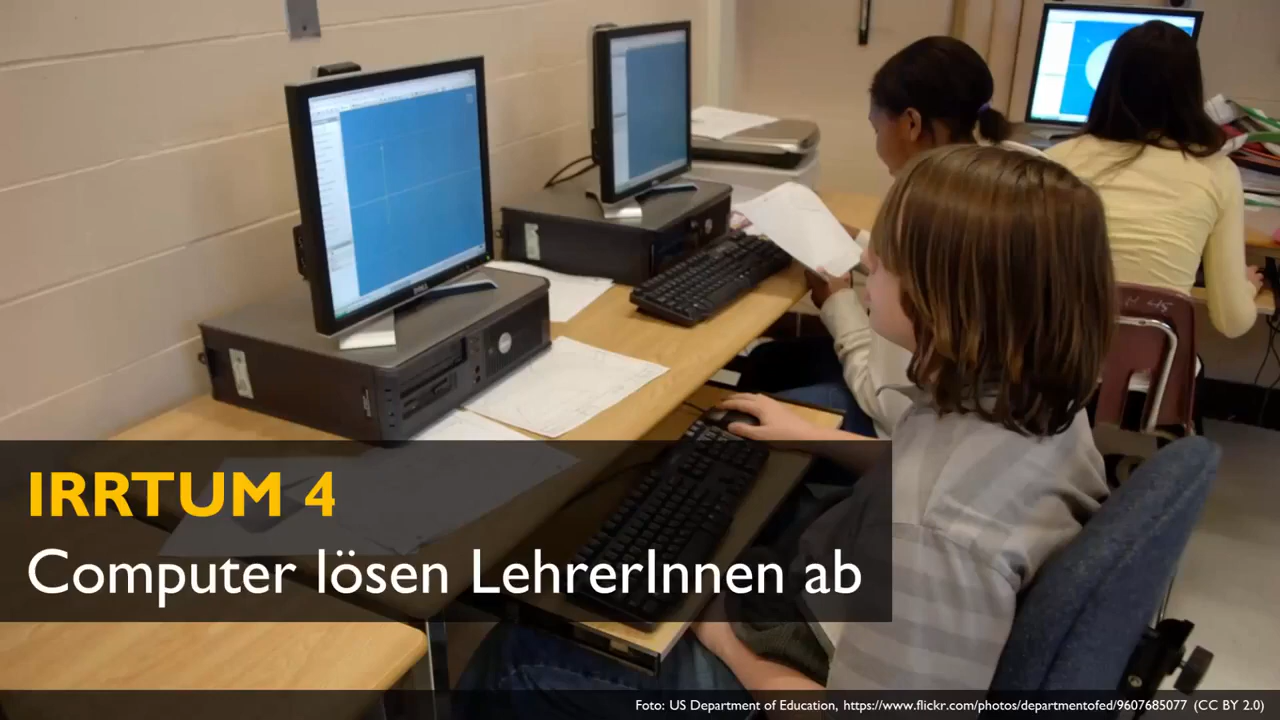 IRRTUM 4
Computer lösen LehrerInnen ab
Foto: US Department of Education, https://www.flickr.com/photos/departmentofed/9607685077 (CC BY 2.0)
DELL